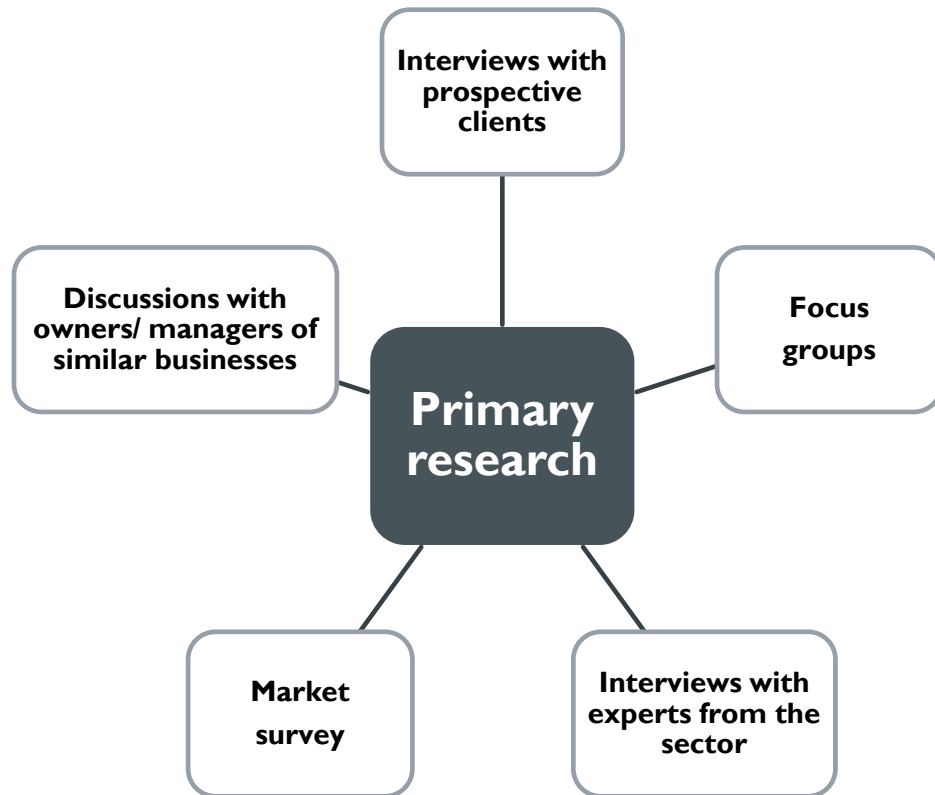 Interviews with
prospective
clients
Discussions with
owners/ managers of
similar businesses
Focus
groups
Primary
research
Market
survey
Interviews with
experts from the
sector